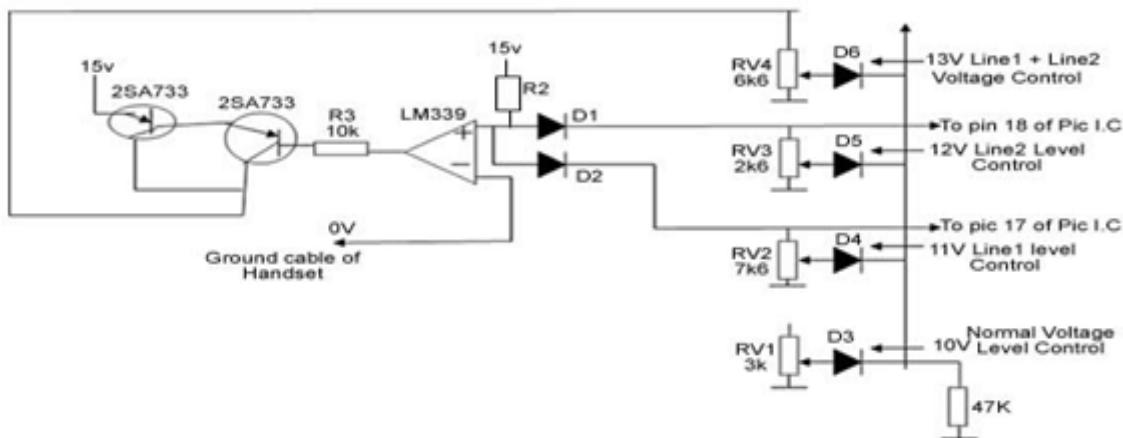 15v
2SA733
2SA733
R3
10k
LM339
15v
R2
D1
D2
0V
Ground cable of
Handset
RV4
6k6
D6
13V Line1 + Line2
Voltage Control
To pin 18 of Pic I.C
RV3
2k6
D5
12V Line2 Level
Control
To pic 17 of Pic I.C
RV2
7k6
D4
11V Line1 level
Control
RV1
3k
D3
10V Normal Voltage
Level Control
47K